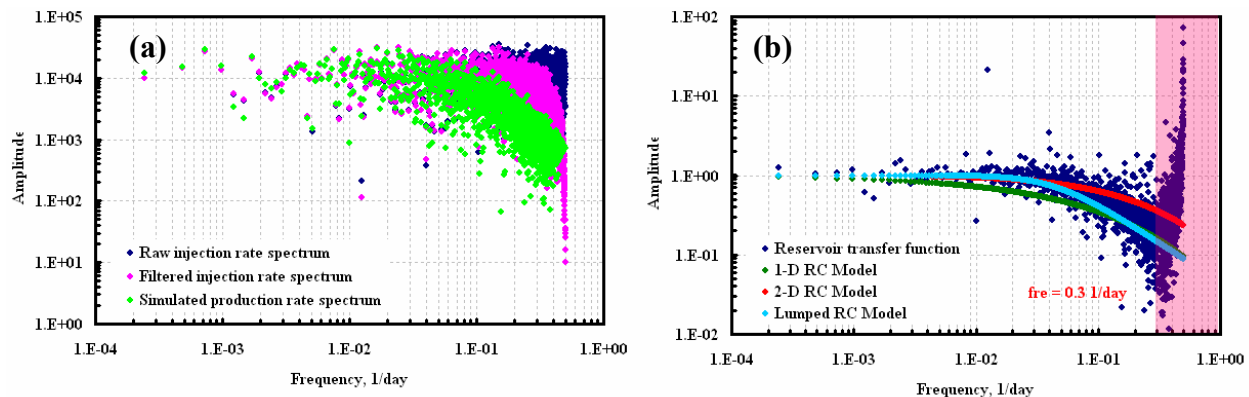 (a)
1.E+05
1.E+04
1.E+03
1.E+02
1.E+01
1.E+00
Amplitude
Raw injection rate spectrum
Filtered injection rate spectrum
Simulated production rate spectrum
1.E-04 1.E-03 1.E-02 1.E-01 1.E+00
Frequency, 1/day
(b)
1.E+02
1.E+01
1.E+00
1.E-01
1.E-02
Amplitude
Reservoir transfer function
1-D RC Model
2-D RC Model
Lumped RC Model
fre = 0.3 1/day
1.E-04 1.E-03 1.E-02 1.E-01 1.E+00
Frequency, 1/day